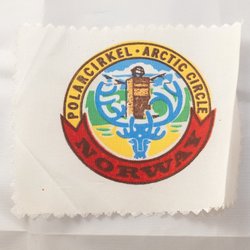 POLARCIRKEL • ARCTIC CIRCLE
NORWAY